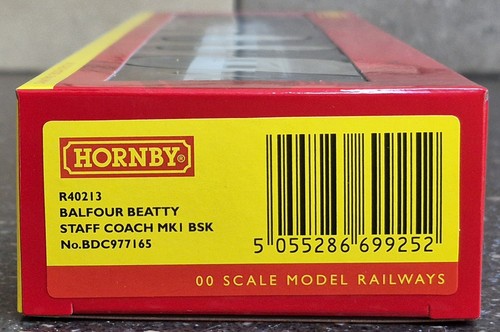 HORNBY®
R40213
BALFOUR BEATTY
STAFF COACH MK1 BSK
No.BDC977165
5 055286 699252
00 SCALE MODEL RAILWAYS